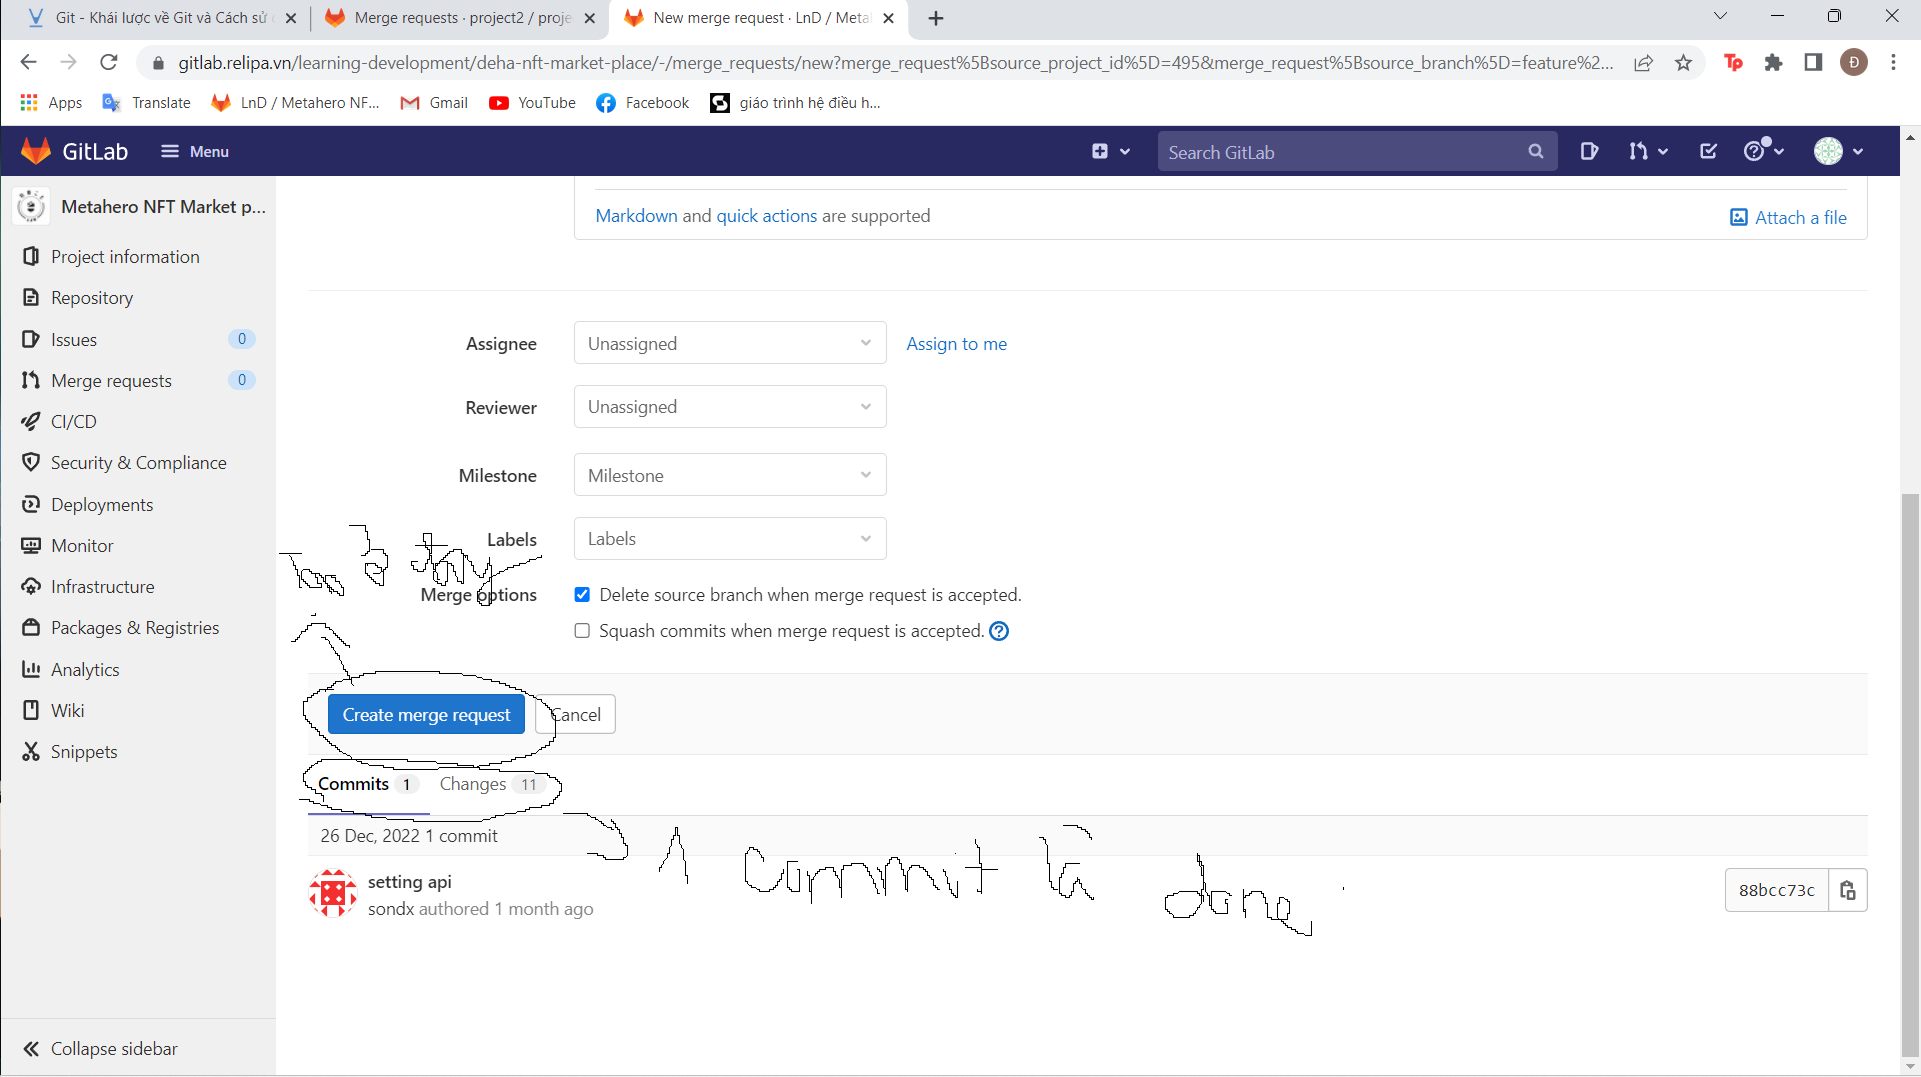 Git - Khái lược về Git và Cách sử
Merge requests · project2 / proje
New merge request · LnD / Meta
gitlab.relipa.vn/learning-development/deha-nft-market-place/-/merge_requests/new?merge_request%5Bsource_project_id%5D=495&merge_request%5Bsource_branch%5D=feature%2...
Tp
Đ
Apps
Translate
LnD / Metahero NF...
Gmail
YouTube
Facebook
giáo trình hệ điều h...
GitLab
Menu
Search GitLab
Metahero NFT Market p...
Project information
Repository
Issues 0
Merge requests 0
CI/CD
Security & Compliance
Deployments
Monitor
Infrastructure
Packages & Registries
Analytics
Wiki
Snippets
Collapse sidebar
Markdown and quick actions are supported
Attach a file
Assignee Unassigned Assign to me
Reviewer Unassigned
Milestone Milestone
Labels Labels
Merge options Delete source branch when merge request is accepted.
Squash commits when merge request is accepted.
Create merge request Cancel
Commits 1 Changes 11
26 Dec, 2022 1 commit
1 commit là done
setting api
sondx authored 1 month ago
88bcc73c